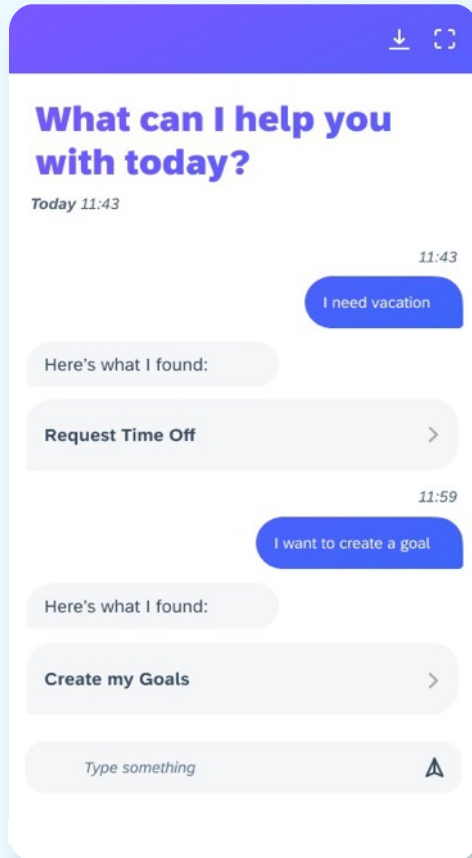 What can I help you
with today?
Today 11:43
11:43
I need vacation
Here's what I found:
Request Time Off
11:59
I want to create a goal
Here's what I found:
Create my Goals
Type something